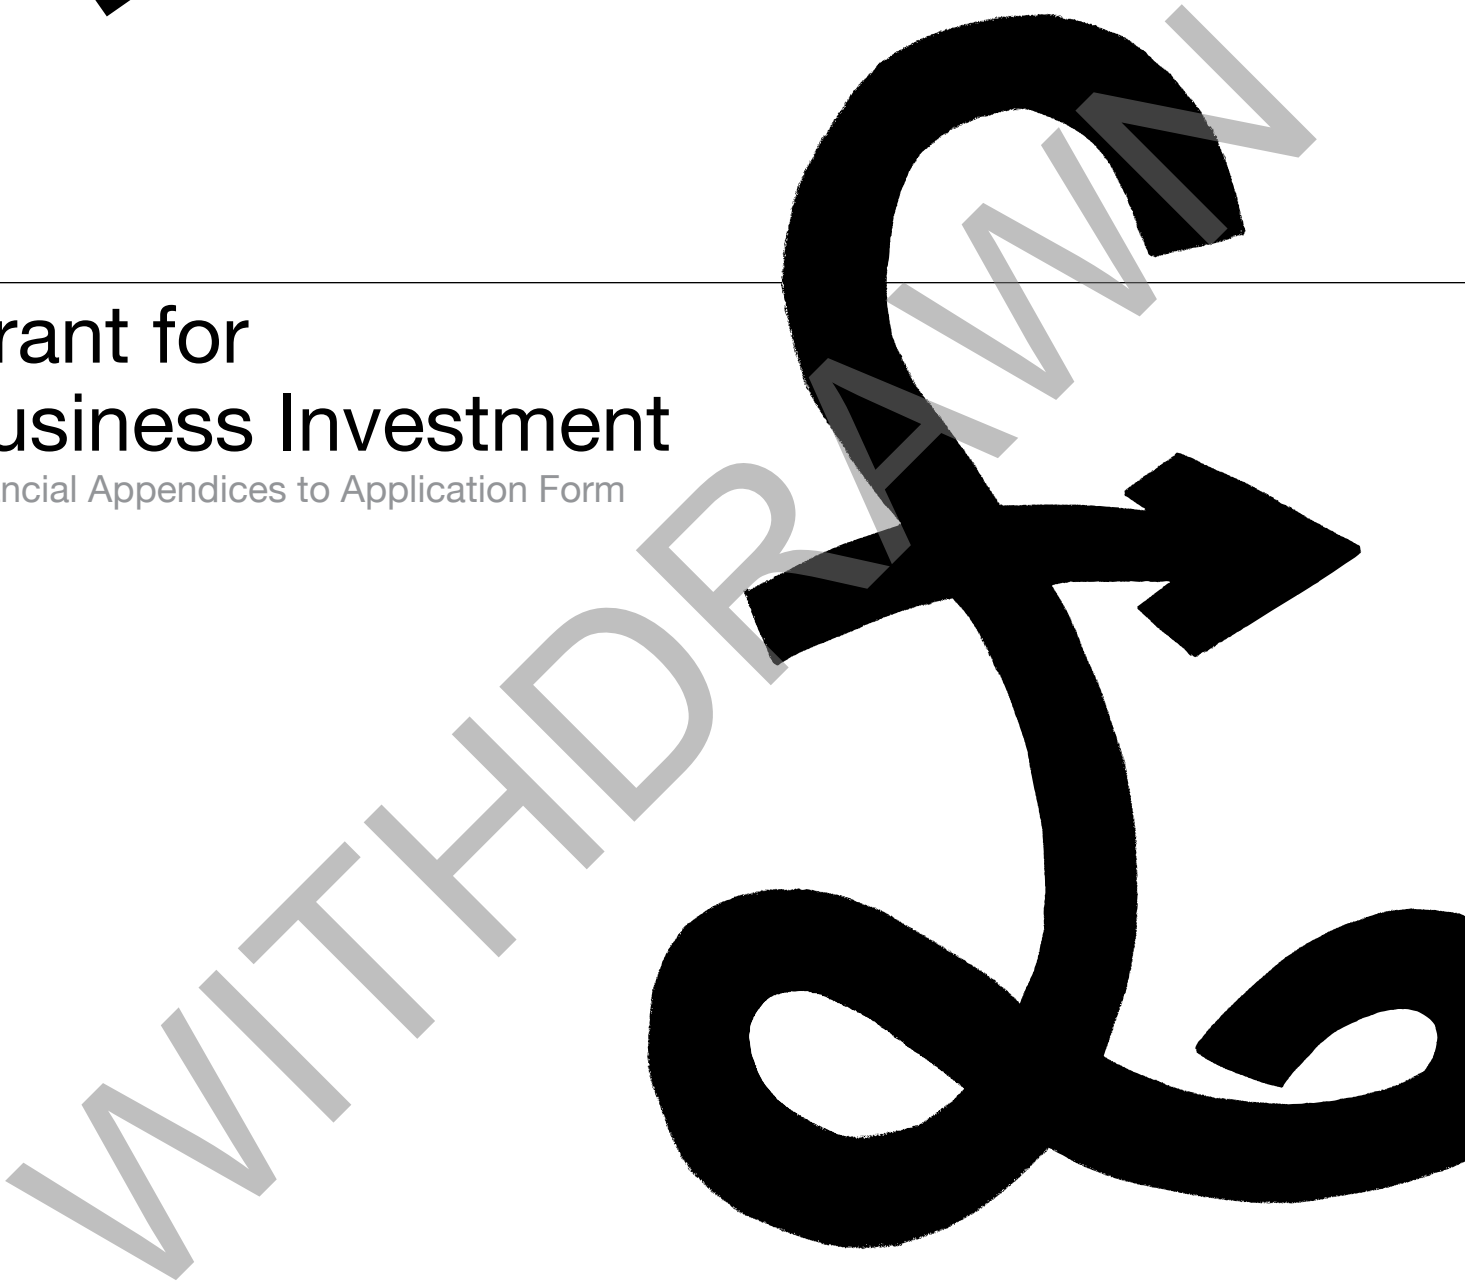 rant for
usiness Investment
ncial Appendices to Application Form
WITHDRAWN